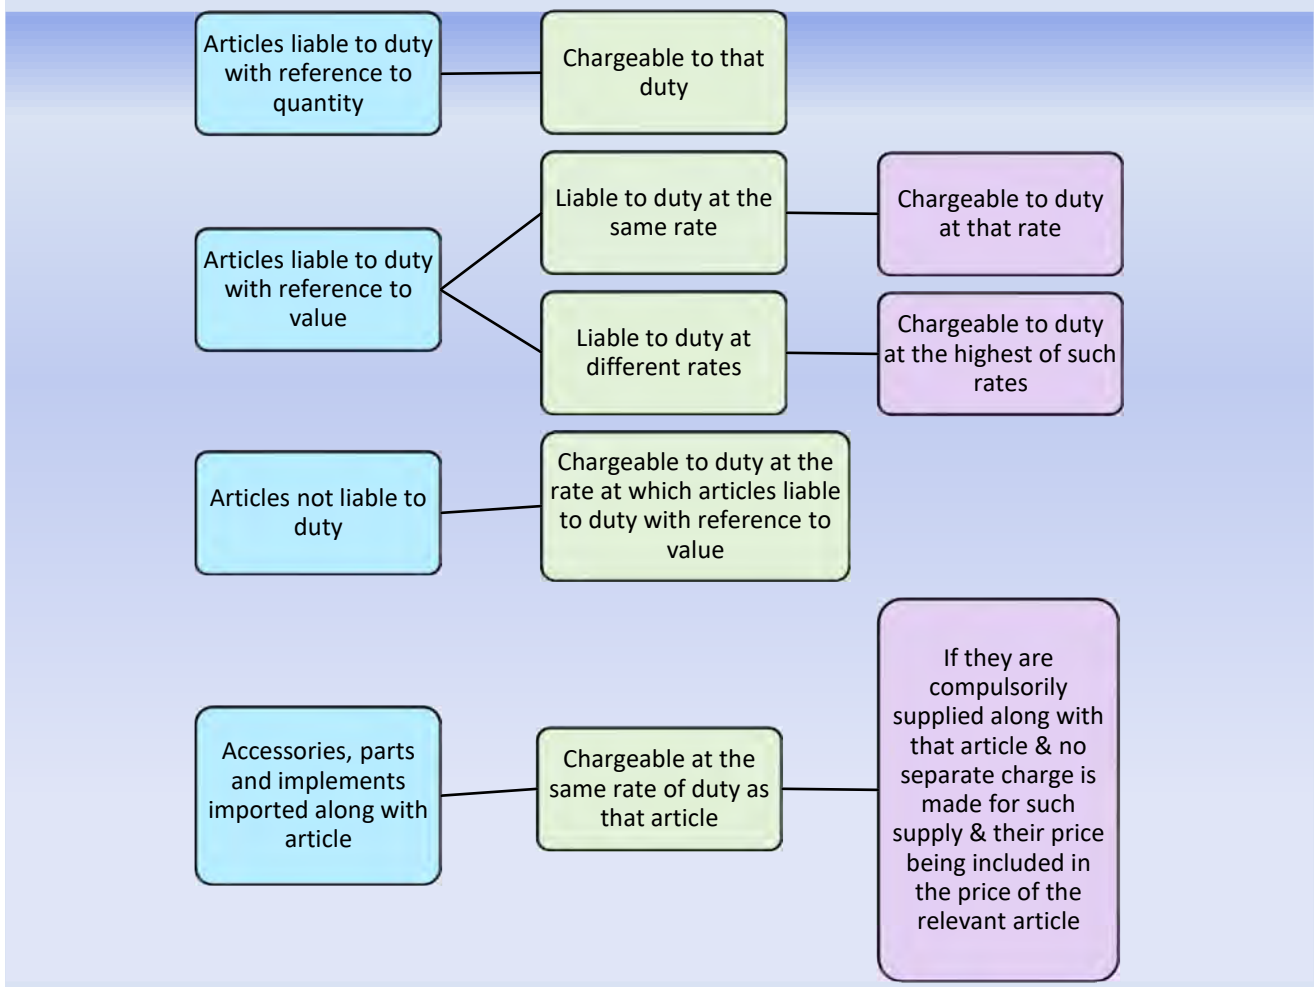 Articles liable to duty
with reference to
quantity
Chargeable to that
duty
Articles liable to duty
with reference to
value
Liable to duty at the
same rate
Chargeable to duty
at that rate
Liable to duty at
different rates
Chargeable to duty
at the highest of such
rates
Articles not liable to
duty
Chargeable to duty at the
rate at which articles liable
to duty with reference to
value
Accessories, parts
and implements
imported along with
article
Chargeable at the
same rate of duty as
that article
If they are
compulsorily
supplied along with
that article & no
separate charge is
made for such
supply & their price
being included in
the price of the
relevant article